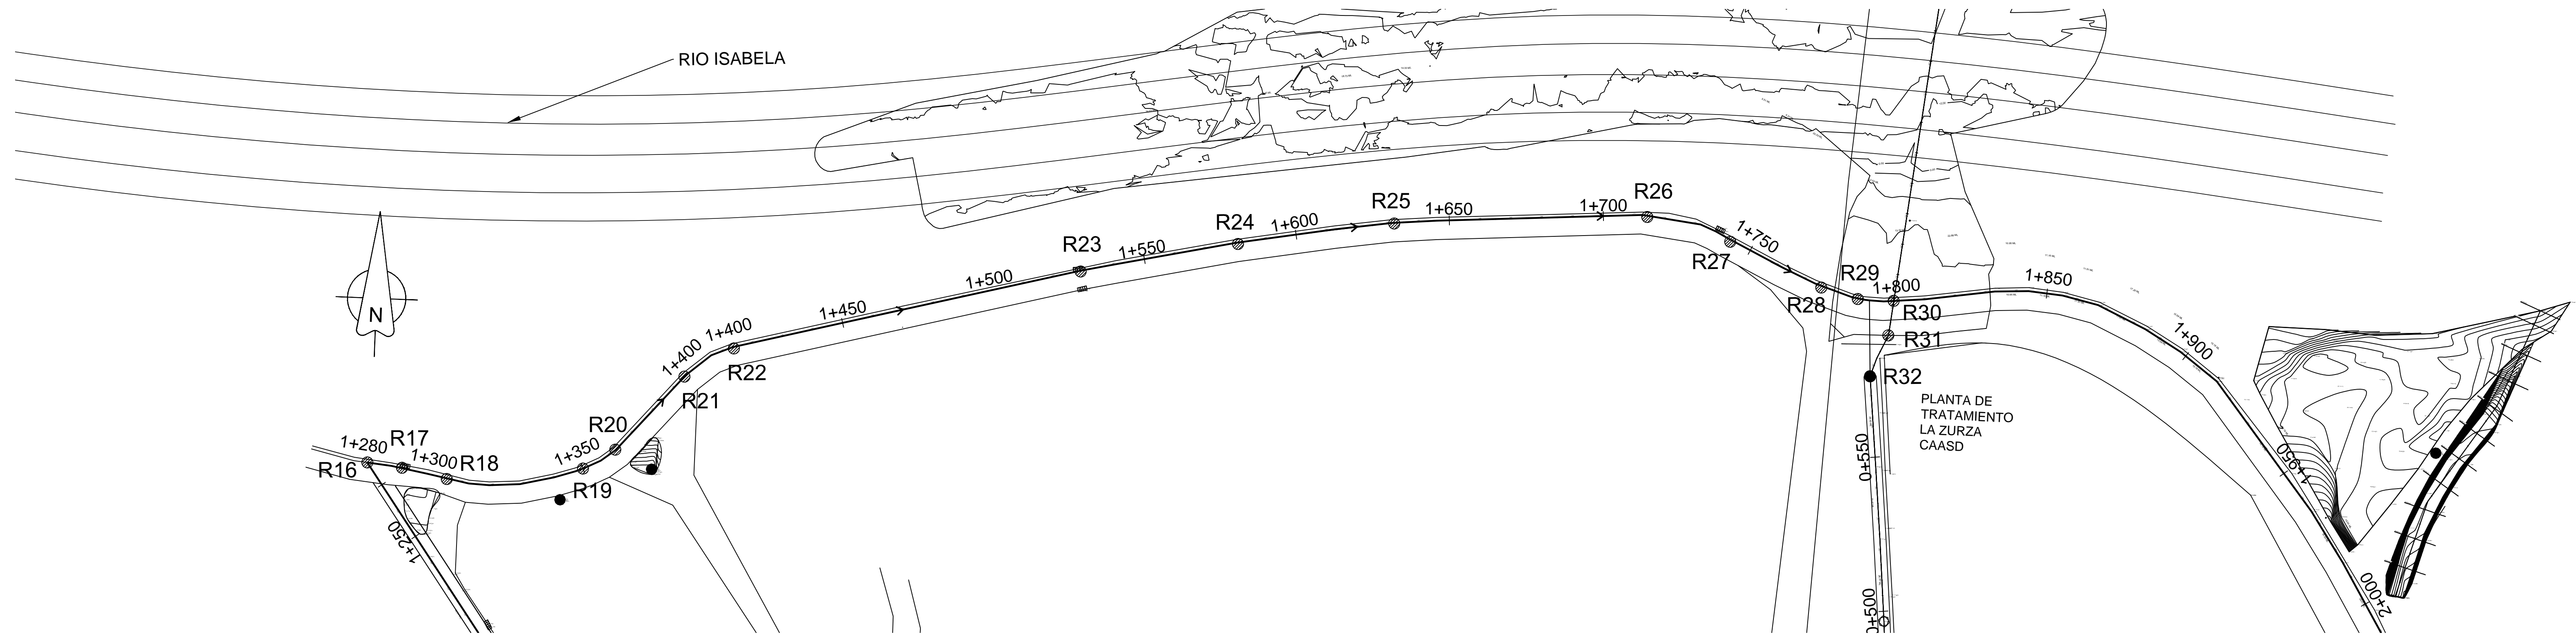 RIO ISABELA
N
1+280
R16
R17
1+300
R18
1+250
1+350
R19
R20
1+400
R21
1+400
R22
1+450
1+500
R23
1+550
R24
1+600
R25
1+650
1+700
R26
1+750
R27
R28
R29
1+800
R30
R31
R32
1+850
1+900
1+950
2+000
PLANTA DE
TRATAMIENTO
LA ZURZA
CAASD
0+550
0+500